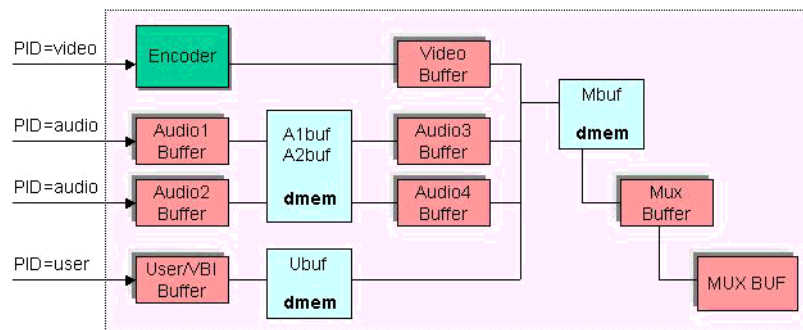 PID=video
Encoder
Video
Buffer
Mbuf
dmem
PID=audio
Audio1
Buffer
A1buf
A2buf
dmem
Audio3
Buffer
PID=audio
Audio2
Buffer
Audio4
Buffer
Mux
Buffer
PID=user
User/VBI
Buffer
Ubuf
dmem
MUX BUF